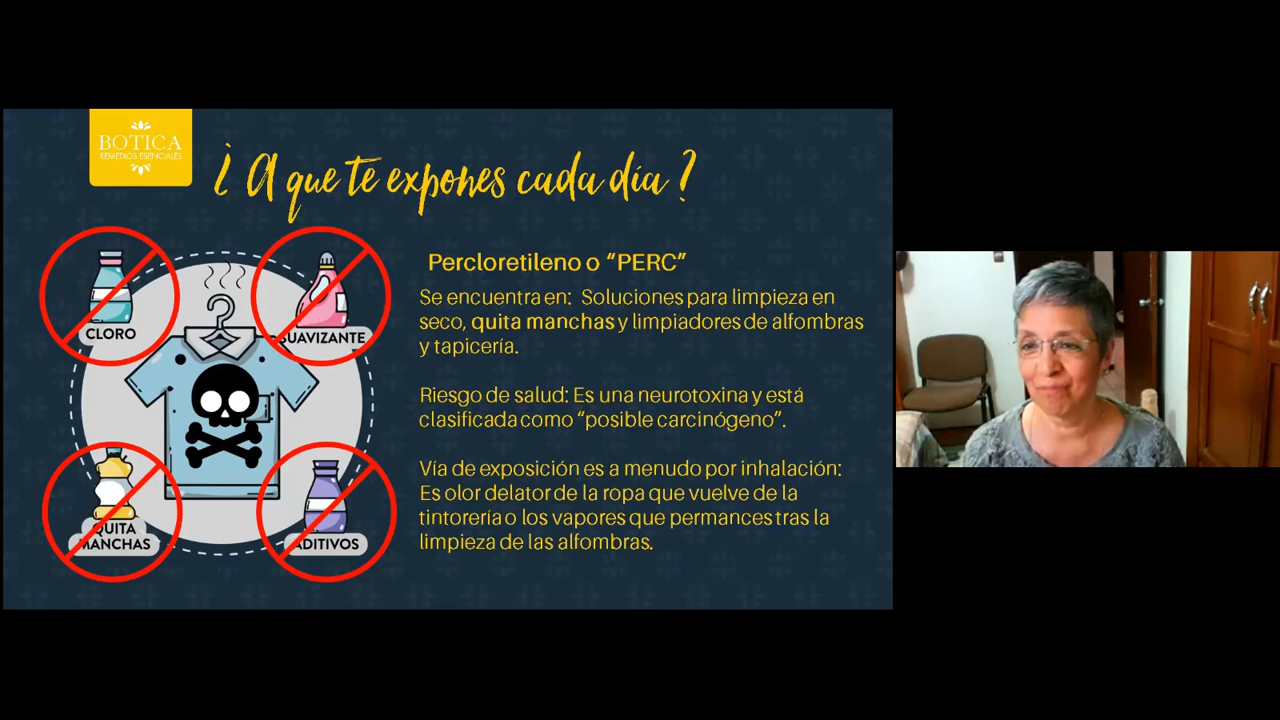 BOTICA
REMEDIOS ESENCIALES
¿ A que te expones cada día ?
CLORO
SUAVIZANTE
QUITA
MANCHAS
ADITIVOS
Percloretileno o “PERC”
Se encuentra en: Soluciones para limpieza en
seco, quita manchas y limpiadores de alfombras
y tapicería.
Riesgo de salud: Es una neurotoxina y está
clasificada como “posible carcinógeno”.
Vía de exposición es a menudo por inhalación:
Es olor delator de la ropa que vuelve de la
tintorería o los vapores que permances tras la
limpieza de las alfombras.